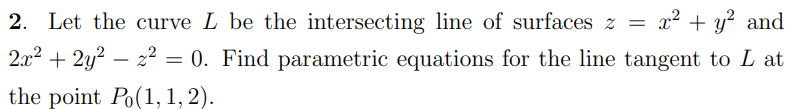 2. Let the curve L be the intersecting line of surfaces z = x² + y² and
2x² + 2y² − z² = 0. Find parametric equations for the line tangent to L at
the point P₀(1, 1, 2).